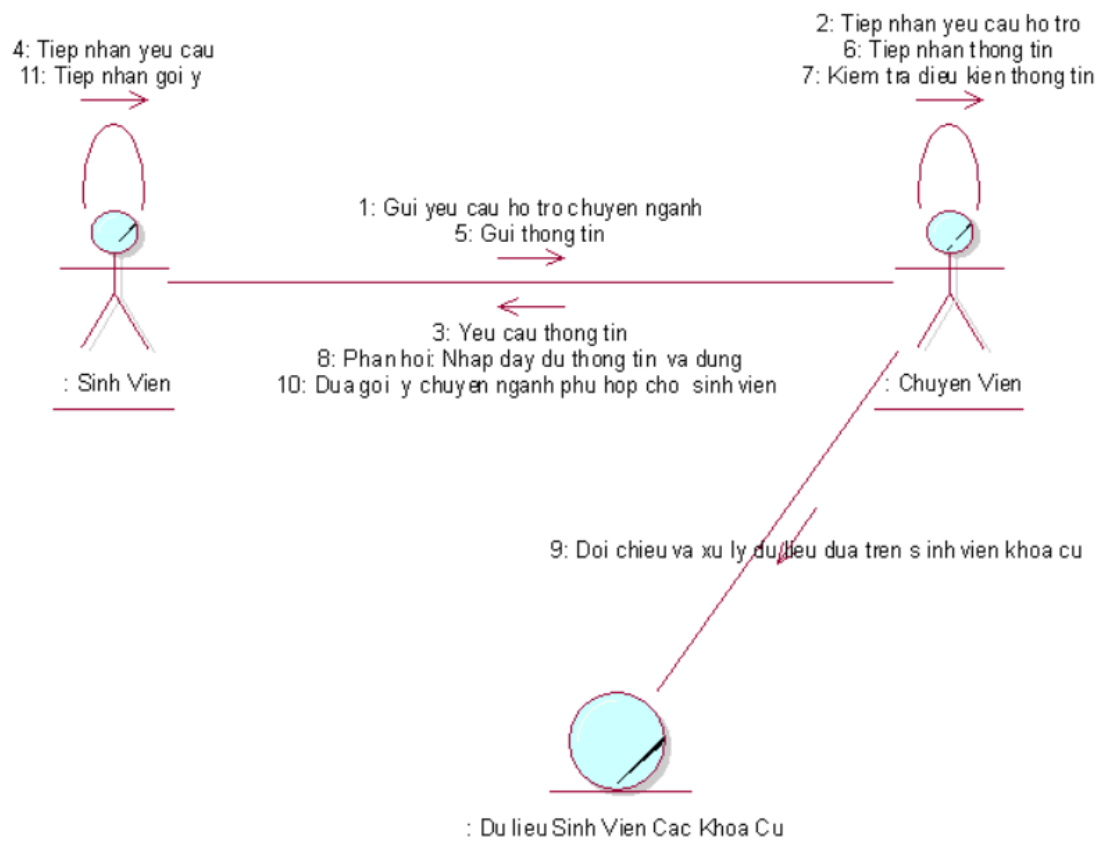 4: Tiep nhan yeu cau
11: Tiep nhan goi y
2: Tiep nhan yeu cau ho tro
6: Tiep nhan thong tin
7: Kiem tra dieu kien thong tin
1: Gui yeu cau ho tro chuyen nganh
5: Gui thong tin
3: Yeu cau thong tin
8: Phan hoi: Nhap day du thong tin va dung
10: Dua goi y chuyen nganh phu hop cho sinh vien
: Sinh Vien
: Chuyen Vien
9: Doi chieu va xu ly du lieu dua tren sinh vien khoa cu
: Du lieu Sinh Vien Cac Khoa Cu